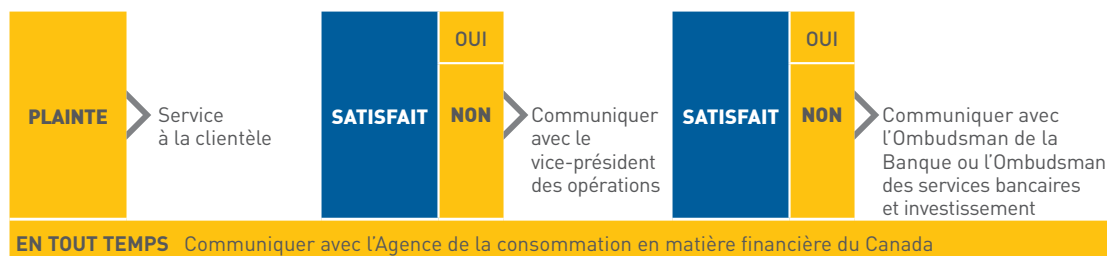 PLAINTE
Service
à la clientèle
SATISFAIT
OUI
NON
Communiquer
avec le
vice-président
des opérations
SATISFAIT
OUI
NON
Communiquer avec
l'Ombudsman de la
Banque ou l'Ombudsman
des services bancaires
et investissement
EN TOUT TEMPS Communiquer avec l'Agence de la consommation en matière financière du Canada